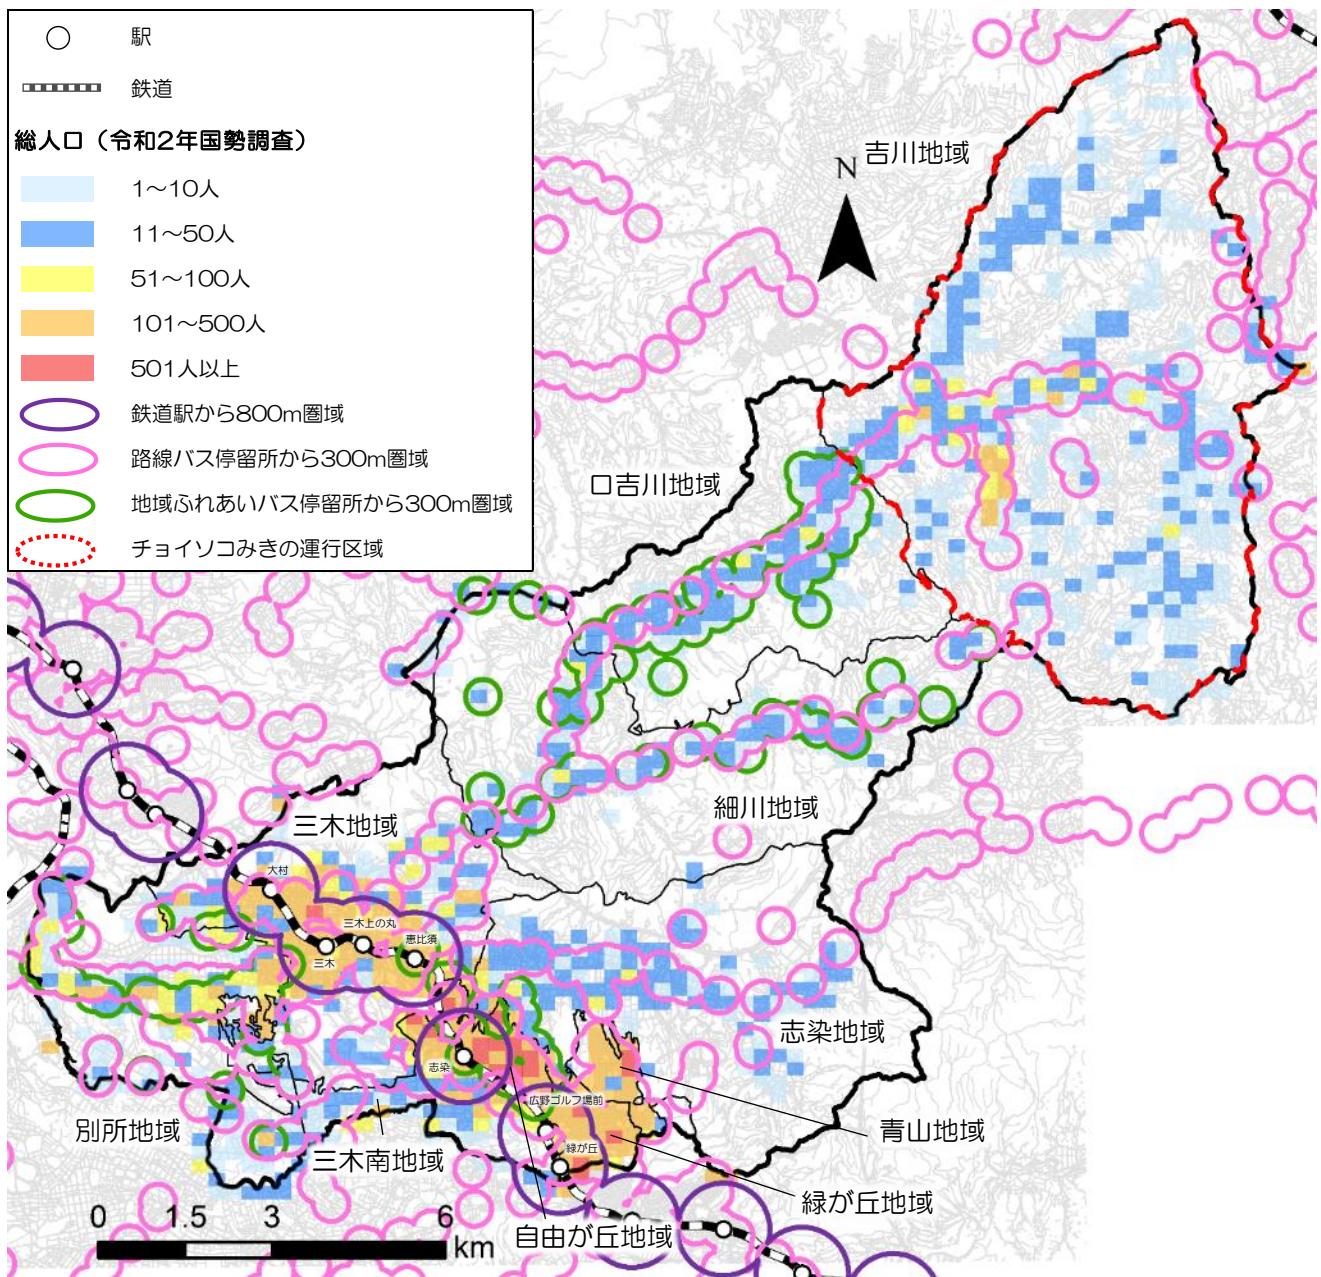 駅
鉄道
総人口（令和2年国勢調査）
1～10人
11～50人
51～100人
101～500人
501人以上
鉄道駅から800m圏域
路線バス停留所から300m圏域
地域ふれあいバス停留所から300m圏域
チョイソコみきの運行区域
吉川地域
N
口吉川地域
細川地域
三木地域
大村
三木上の丸
恵比須
三木
志染地域
志染
広野ゴルフ場前
別所地域
青山地域
緑が丘
三木南地域
緑が丘地域
自由が丘地域
0 1.5 3 6
km